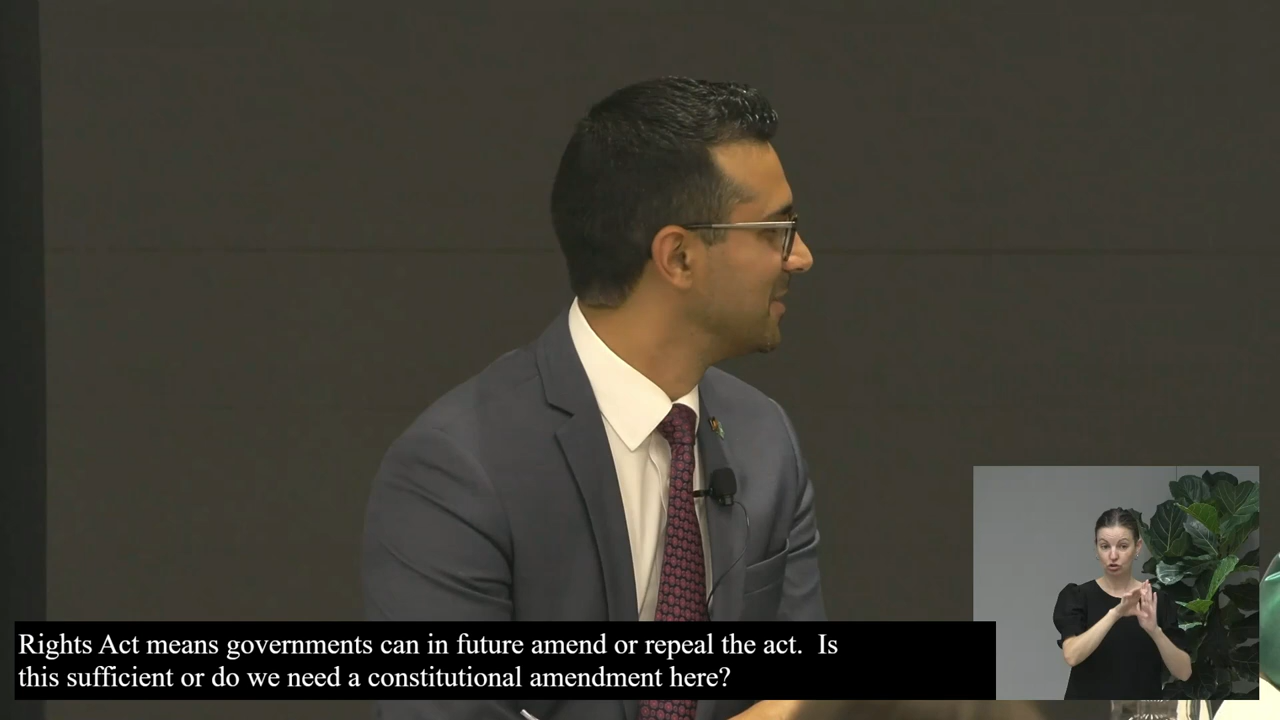 Rights Act means governments can in future amend or repeal the act.  Is
this sufficient or do we need a constitutional amendment here?